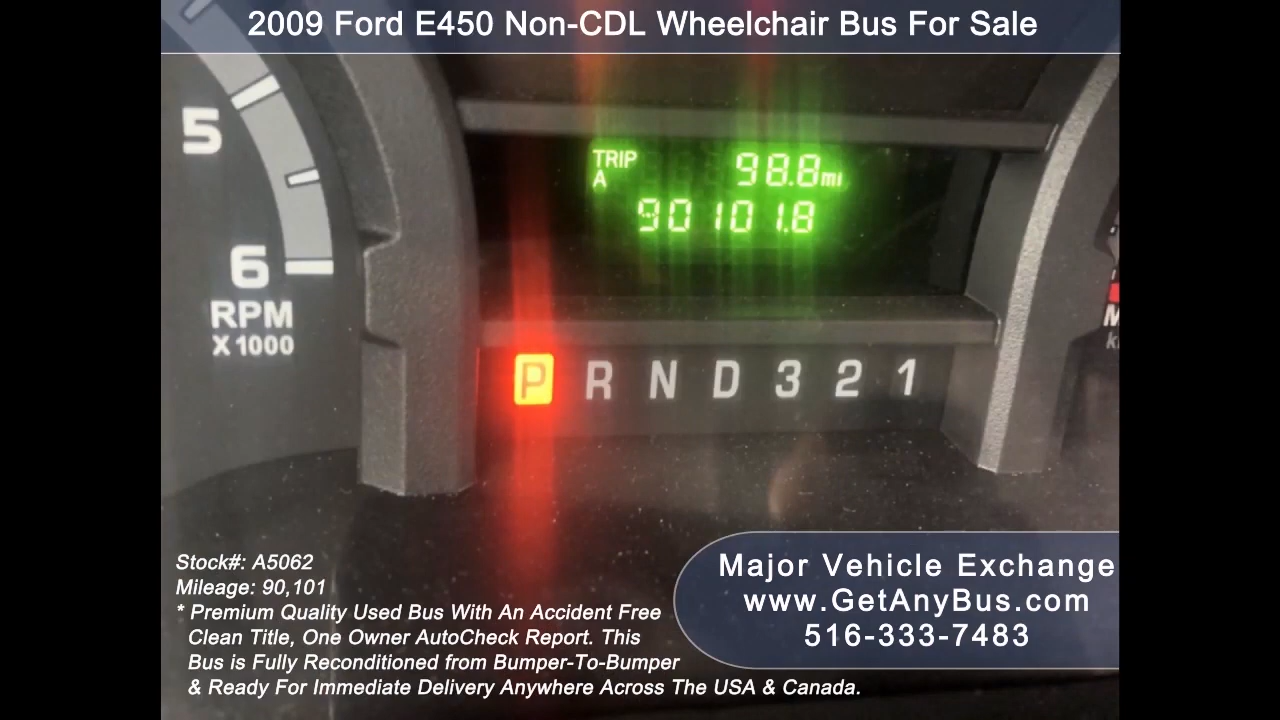 2009 Ford E450 Non-CDL Wheelchair Bus For Sale
5
6
RPM
X 1000
TRIP A 98.8 mi
90101.8
P R N D 3 2 1
Stock#: A5062
Mileage: 90,101
* Premium Quality Used Bus With An Accident Free
Clean Title, One Owner AutoCheck Report. This
Bus is Fully Reconditioned from Bumper-To-Bumper
& Ready For Immediate Delivery Anywhere Across The USA & Canada.
Major Vehicle Exchange
www.GetAnyBus.com
516-333-7483